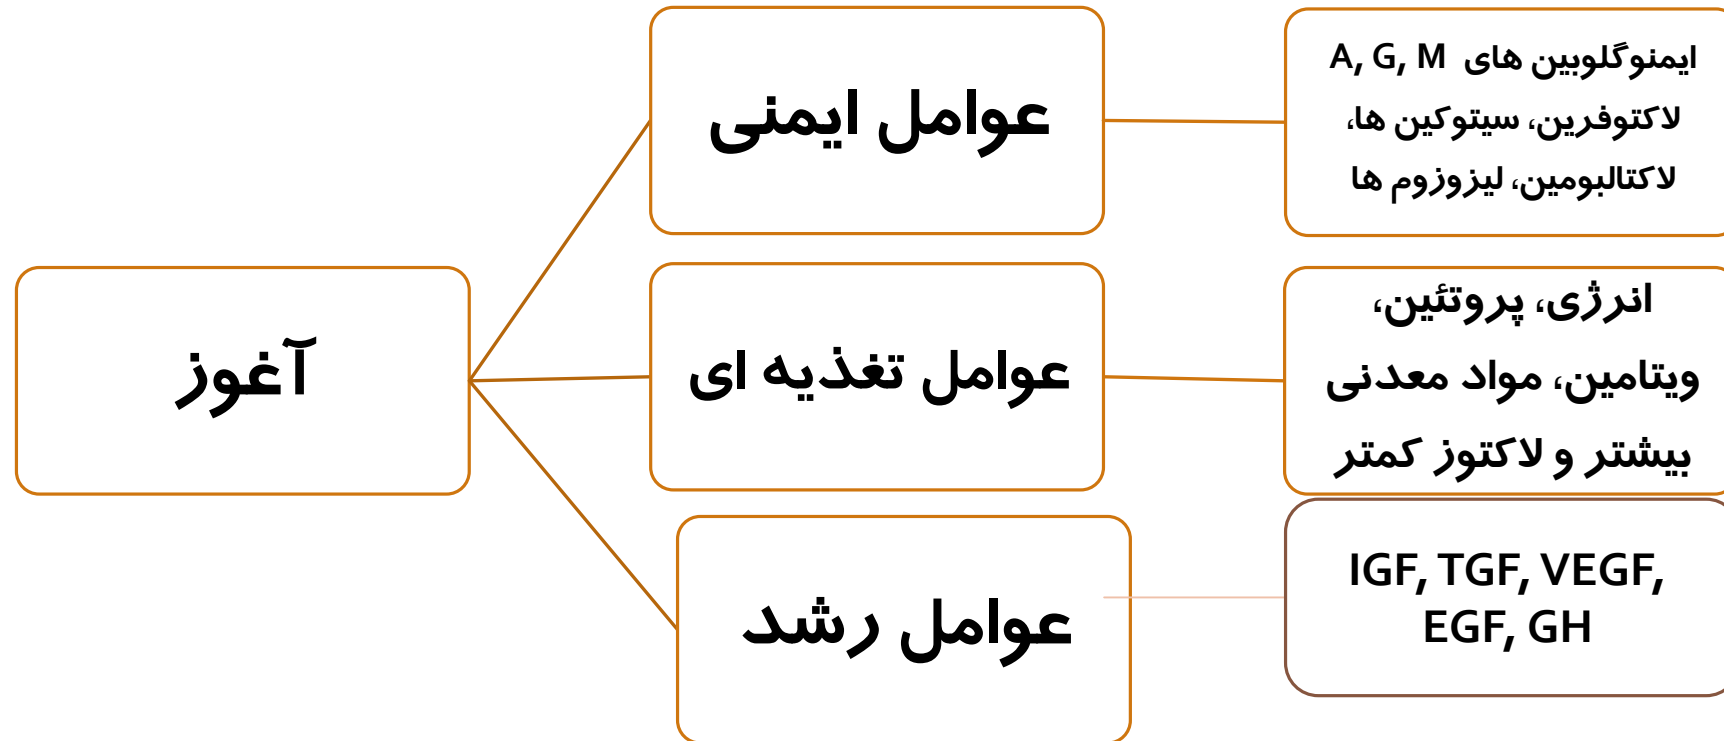 آغوز
عوامل ایمنی
ایمنوگلوبین های A, G, M
لاکتوفرین، سیتوکین ها،
لاکتالبومین، لیزوزوم ها
عوامل تغذیه ای
انرژی، پروتئین،
ویتامین، مواد معدنی
بیشتر و لاکتوز کمتر
عوامل رشد
IGF, TGF, VEGF,
EGF, GH